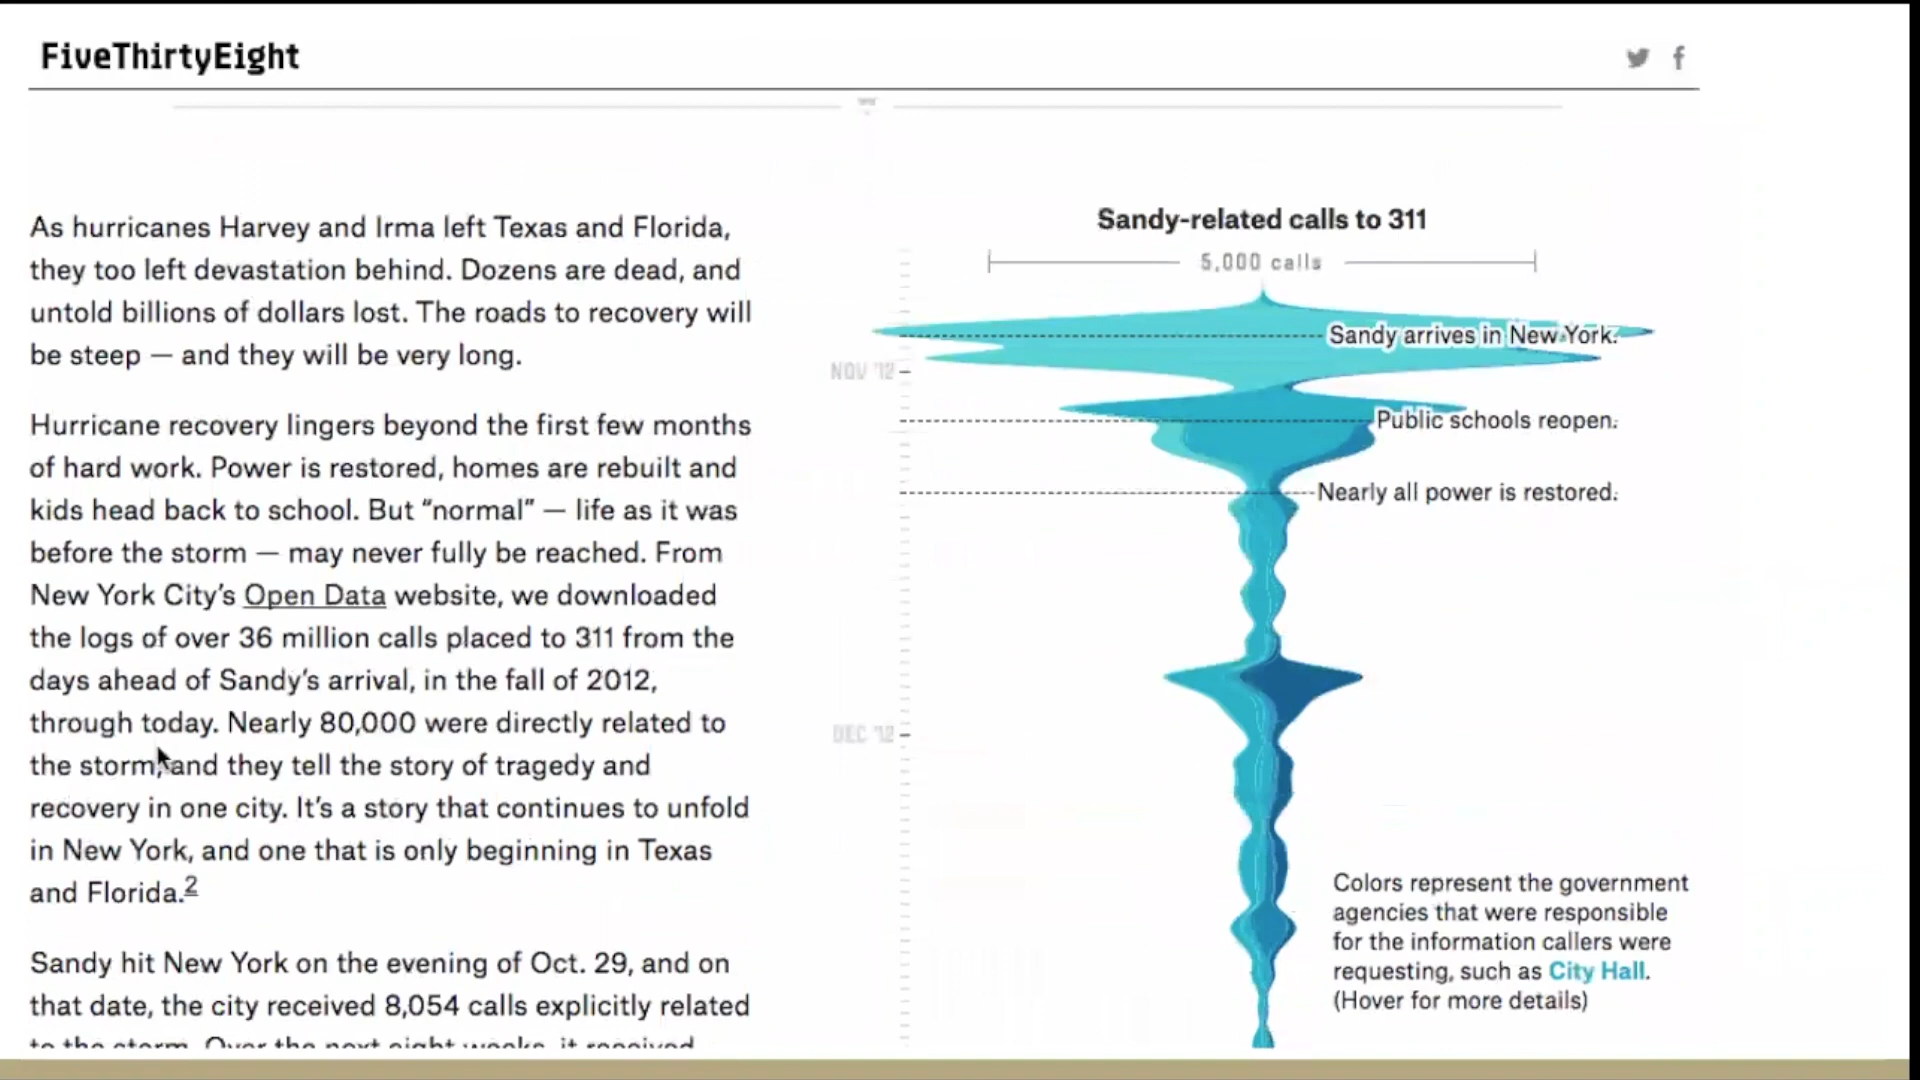 FiveThirtyEight
As hurricanes Harvey and Irma left Texas and Florida,
they too left devastation behind. Dozens are dead, and
untold billions of dollars lost. The roads to recovery will
be steep — and they will be very long.
Hurricane recovery lingers beyond the first few months
of hard work. Power is restored, homes are rebuilt and
kids head back to school. But “normal” — life as it was
before the storm — may never fully be reached. From
New York City’s Open Data website, we downloaded
the logs of over 36 million calls placed to 311 from the
days ahead of Sandy’s arrival, in the fall of 2012,
through today. Nearly 80,000 were directly related to
the storm, and they tell the story of tragedy and
recovery in one city. It’s a story that continues to unfold
in New York, and one that is only beginning in Texas
and Florida.2
Sandy hit New York on the evening of Oct. 29, and on
that date, the city received 8,054 calls explicitly related
to the storm. Over the next eight weeks, it received
Sandy-related calls to 311
5,000 calls
Sandy arrives in New York.
NOV '12
Public schools reopen.
Nearly all power is restored.
DEC '12
Colors represent the government
agencies that were responsible
for the information callers were
requesting, such as City Hall.
(Hover for more details)